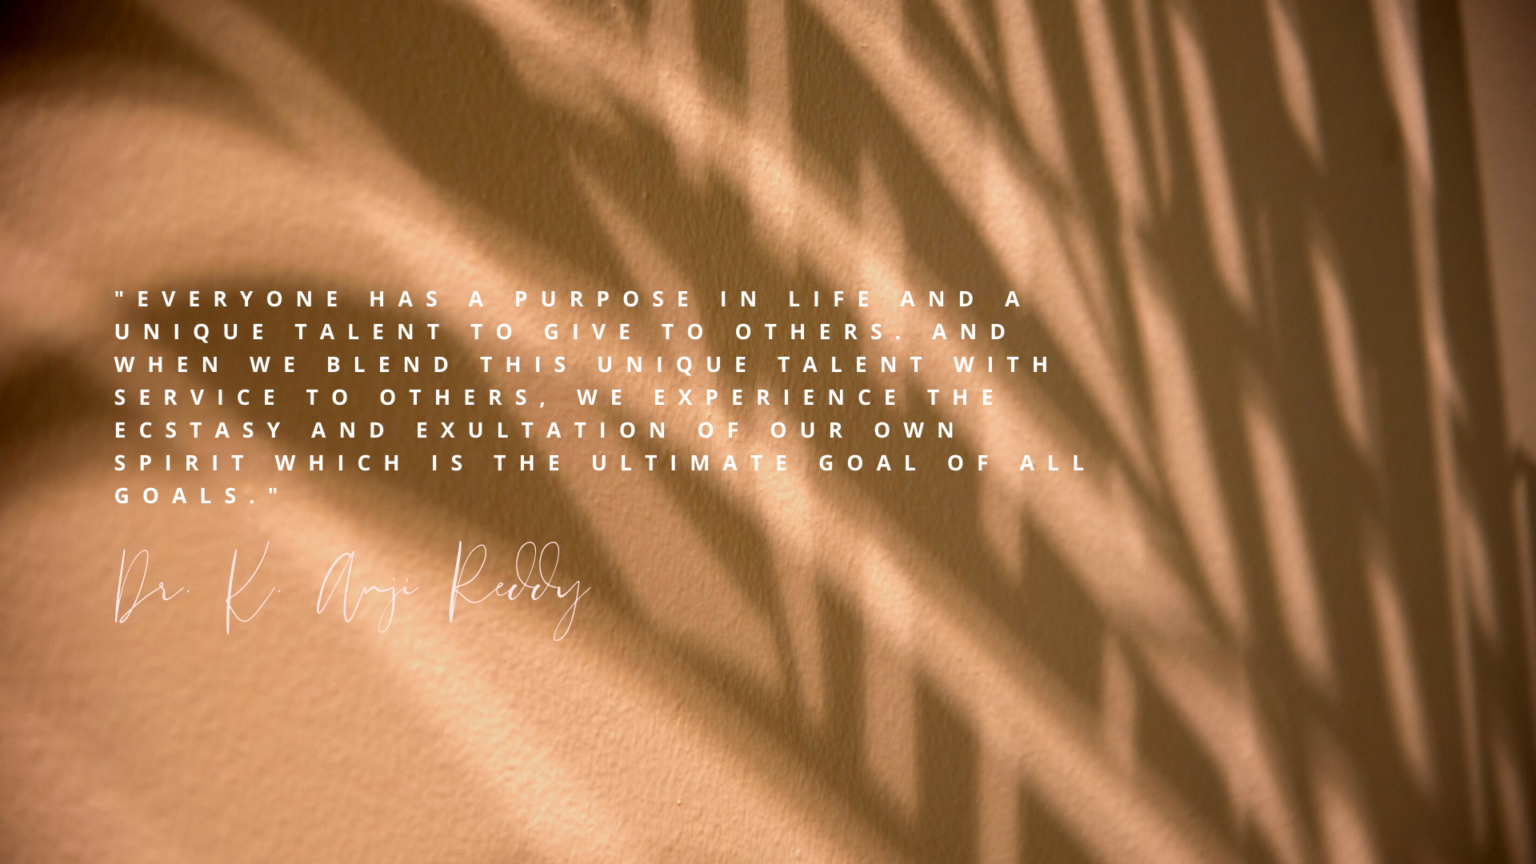 "EVERYONE HAS A PURPOSE IN LIFE AND A
UNIQUE TALENT TO GIVE TO OTHERS. AND
WHEN WE BLEND THIS UNIQUE TALENT WITH
SERVICE TO OTHERS, WE EXPERIENCE THE
ECSTASY AND EXULTATION OF OUR OWN
SPIRIT WHICH IS THE ULTIMATE GOAL OF ALL
GOALS."
Dr. K. Anji Reddy